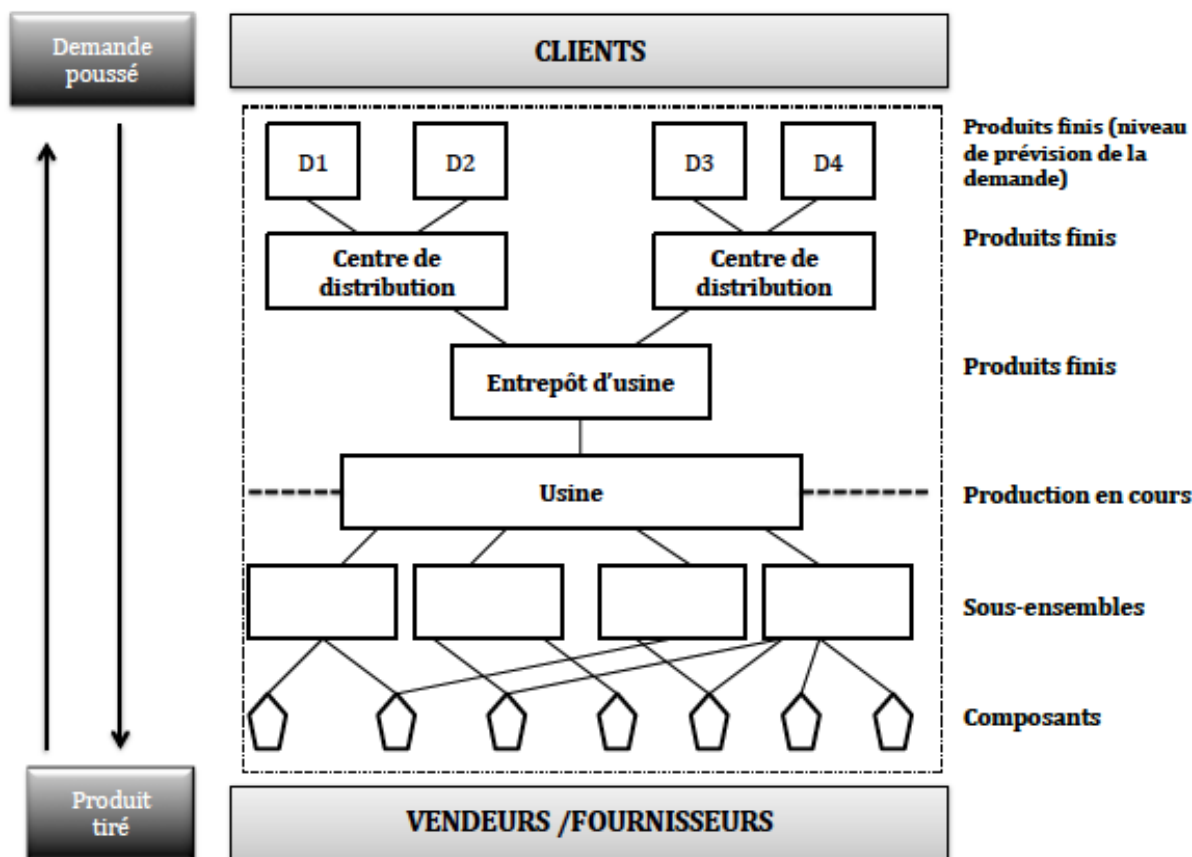 Demande
poussé
CLIENTS
D1
D2
D3
D4
Produits finis (niveau
de prévision de la
demande)
Centre de
distribution
Centre de
distribution
Produits finis
Entrepôt d'usine
Produits finis
Usine
Production en cours
Sous-ensembles
Composants
Produit
tiré
VENDEURS /FOURNISSEURS